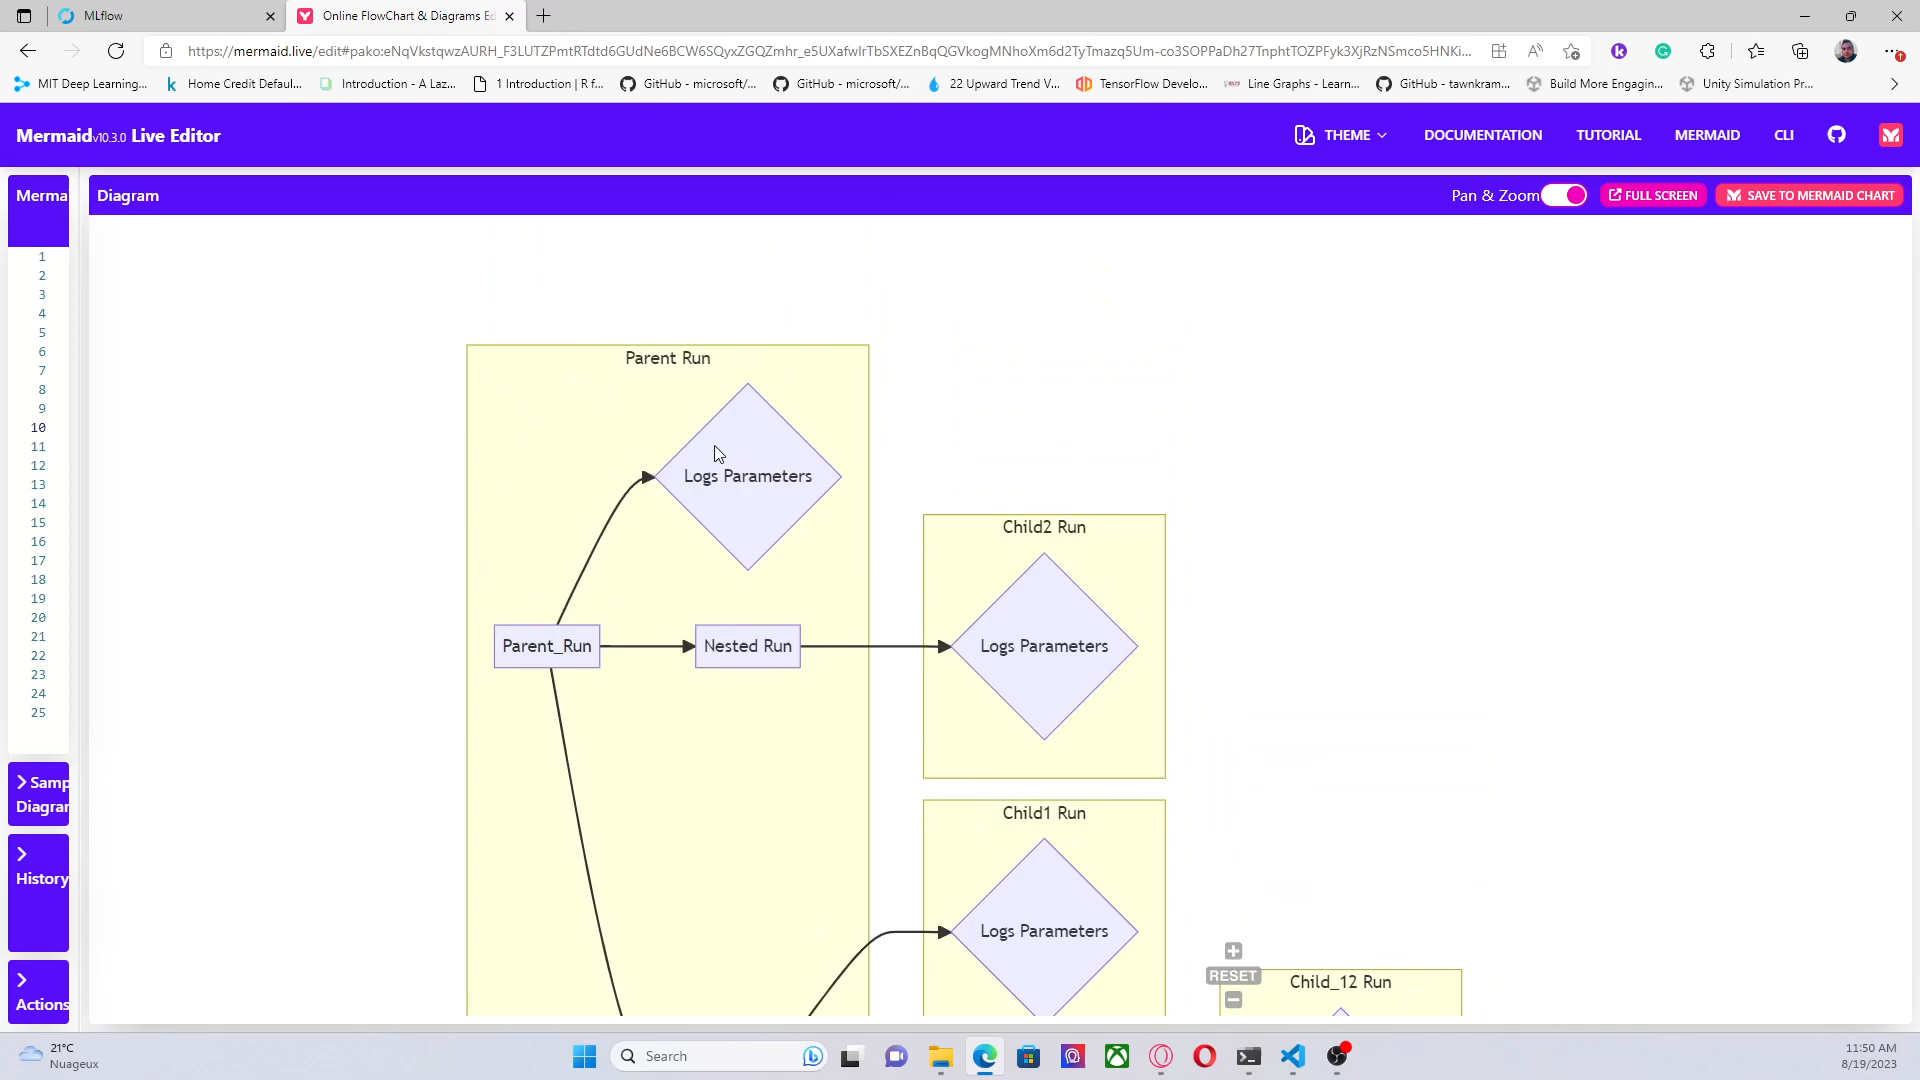 MLflow
Online FlowChart & Diagrams Ed
https://mermaid.live/edit#pako:eNqVkstqwzAURH_F3LUTZPmtRTdtd6GUdNe6BCW6SQyxZGQZmhr_e5UXafwIrTbSXEZnBqQGVkogMNhoXm6d2TyTmazq5Um-co3SOPPaDh27TnphtTOZPFyk3XjRzNSmco5HNKi...
MIT Deep Learning...
Home Credit Defaul...
Introduction - A Laz...
1 Introduction | R f...
GitHub - microsoft/...
GitHub - microsoft/...
22 Upward Trend V...
TensorFlow Develo...
Line Graphs - Learn...
GitHub - tawnkram...
Build More Engagin...
Unity Simulation Pr...
Mermaid v10.3.0 Live Editor
THEME
DOCUMENTATION
TUTORIAL
MERMAID
CLI
Merma
Diagram
Pan & Zoom
FULL SCREEN
SAVE TO MERMAID CHART
1
2
3
4
5
6
7
8
9
10
11
12
13
14
15
16
17
18
19
20
21
22
23
24
25
Samp
Diagrar
History
Actions
Parent Run
Logs Parameters
Parent_Run
Nested Run
Child2 Run
Logs Parameters
Child1 Run
Logs Parameters
Child_12 Run
RESET
21°C
Nuageux
Search
11:50 AM
8/19/2023